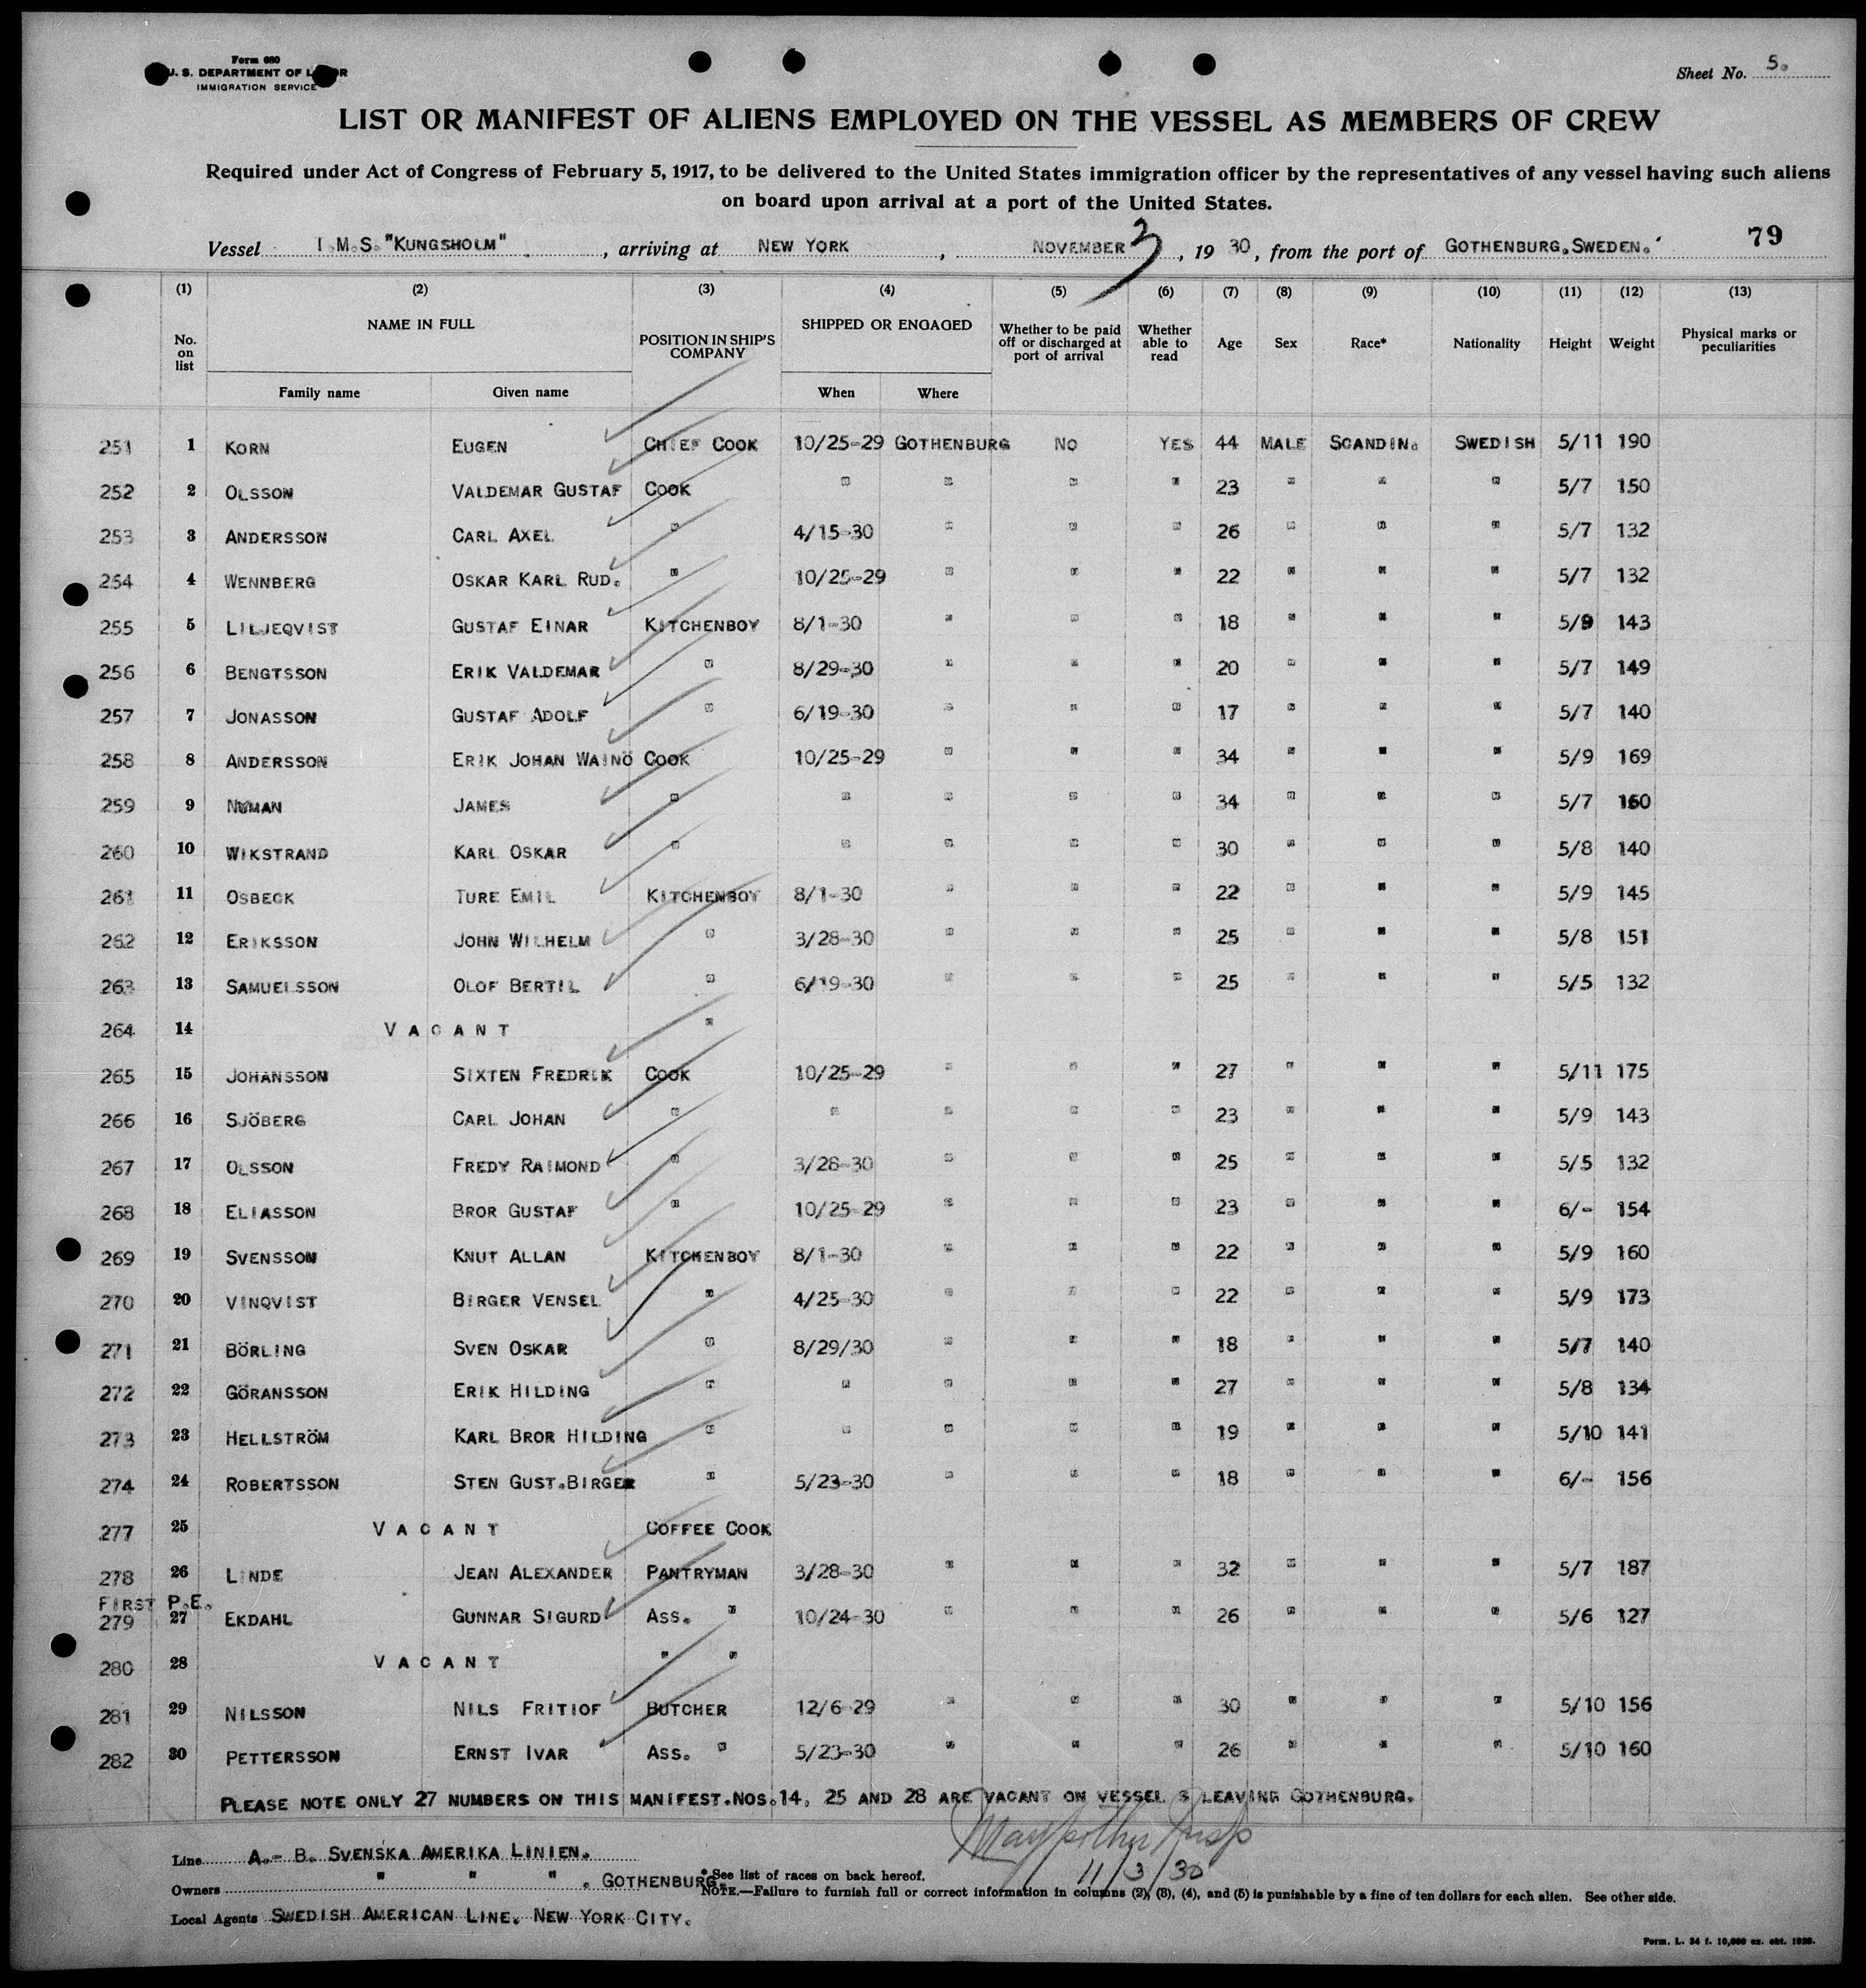 Form 680
U. S. DEPARTMENT OF LABOR
IMMIGRATION SERVICE
Sheet No. 5.
LIST OR MANIFEST OF ALIENS EMPLOYED ON THE VESSEL AS MEMBERS OF CREW
Required under Act of Congress of February 5, 1917, to be delivered to the United States immigration officer by the representatives of any vessel having such aliens
on board upon arrival at a port of the United States.
79
Vessel M.S. "KUNGSHOLM" , arriving at NEW YORK , NOVEMBER 3 , 19 30 , from the port of GOTHENBURG. SWEDEN.
(1) (2) (3) (4) (5) (6) (7) (8) (9) (10) (11) (12) (13)
No. on list NAME IN FULL POSITION IN SHIP'S COMPANY SHIPPED OR ENGAGED Whether to be paid off or discharged at port of arrival Whether able to read Age Sex Race* Nationality Height Weight Physical marks or peculiarities
Family name Given name When Where
251 1 KORN EUGEN CHIEF COOK 10/25-29 GOTHENBURG NO YES 44 MALE SCANDIN. SWEDISH 5/11 190
252 2 OLSSON VALDEMAR GUSTAF COOK " " " " 23 " " " 5/7 150
253 3 ANDERSSON CARL AXEL " 4/15-30 " " " 26 " " " 5/7 132
254 4 WENNBERG OSKAR KARL RUD. " 10/25-29 " " " 22 " " " 5/7 132
255 5 LILJEQVIST GUSTAF EINAR KITCHENBOY 8/1-30 " " " 18 " " " 5/9 143
256 6 BENGTSSON ERIK VALDEMAR " 8/29-30 " " " 20 " " " 5/7 149
257 7 JONASSON GUSTAF ADOLF " 6/19-30 " " " 17 " " " 5/7 140
258 8 ANDERSSON ERIK JOHAN WAINÖ COOK 10/25-29 " " " 34 " " " 5/9 169
259 9 JAMES " " " " " 34 " " " 5/7 160
260 10 WIKSTRAND KARL OSKAR " " " " " 30 " " " 5/8 140
261 11 OSBECK TURE EMIL KITCHENBOY 8/1-30 " " " 22 " " " 5/9 145
262 12 ERIKSSON JOHN WILHELM " 3/28-30 " " " 25 " " " 5/8 151
263 13 SAMUELSSON OLOF BERTIL " 6/19-30 " " " 25 " " " 5/5 132
264 14 VACANT "
265 15 JOHANSSON SIXTEN FREDRIK COOK 10/25-29 " " " 27 " " " 5/11 175
266 16 SJÖBERG CARL JOHAN " " " " " 23 " " " 5/9 143
267 17 OLSSON FREDY RAIMOND " 3/28-30 " " " 25 " " " 5/5 132
268 18 ELIASSON BROR GUSTAF " 10/25-29 " " " 23 " " " 6/- 154
269 19 SVENSSON KNUT ALLAN KITCHENBOY 8/1-30 " " " 22 " " " 5/9 160
270 20 VINQVIST BIRGER VENSEL " 4/25-30 " " " 22 " " " 5/9 173
271 21 BÖRLING SVEN OSKAR " 8/29/30 " " " 18 " " " 5/7 140
272 22 GÖRANSSON ERIK HILDING " " " " " 27 " " " 5/8 134
273 23 HELLSTRÖM KARL BROR HILDING " " " " " 19 " " " 5/10 141
274 24 ROBERTSSON STEN GUST.BIRGER " 5/23-30 " " " 18 " " " 6/- 156
277 25 VACANT COFFEE COOK
278 26 LINDE JEAN ALEXANDER PANTRYMAN 3/28-30 " " " 32 " " " 5/7 187
FIRST P.E.
279 27 EKDAHL GUNNAR SIGURD ASS. " 10/24-30 " " " 26 " " " 5/6 127
280 28 VACANT " "
281 29 NILSSON NILS FRITIOF BUTCHER 12/6-29 " " " 30 " " " 5/10 156
282 30 PETTERSSON ERNST IVAR ASS. " 5/23-30 " " " 26 " " " 5/10 160
PLEASE NOTE ONLY 27 NUMBERS ON THIS MANIFEST.NOS.14, 25 AND 28 ARE VACANT ON VESSEL S LEAVING GOTHENBURG.
11/3/30
Line A.- B. SVENSKA AMERIKA LINIEN.
Owners " " " . GOTHENBURG.
Local Agents SWEDISH AMERICAN LINE. NEW YORK CITY.
* See list of races on back hereof.
NOTE.—Failure to furnish full or correct information in columns (2), (3), (4), and (5) is punishable by a fine of ten dollars for each alien. See other side.
Form. L. 34 f. 10,000 ex. okt. 1929.